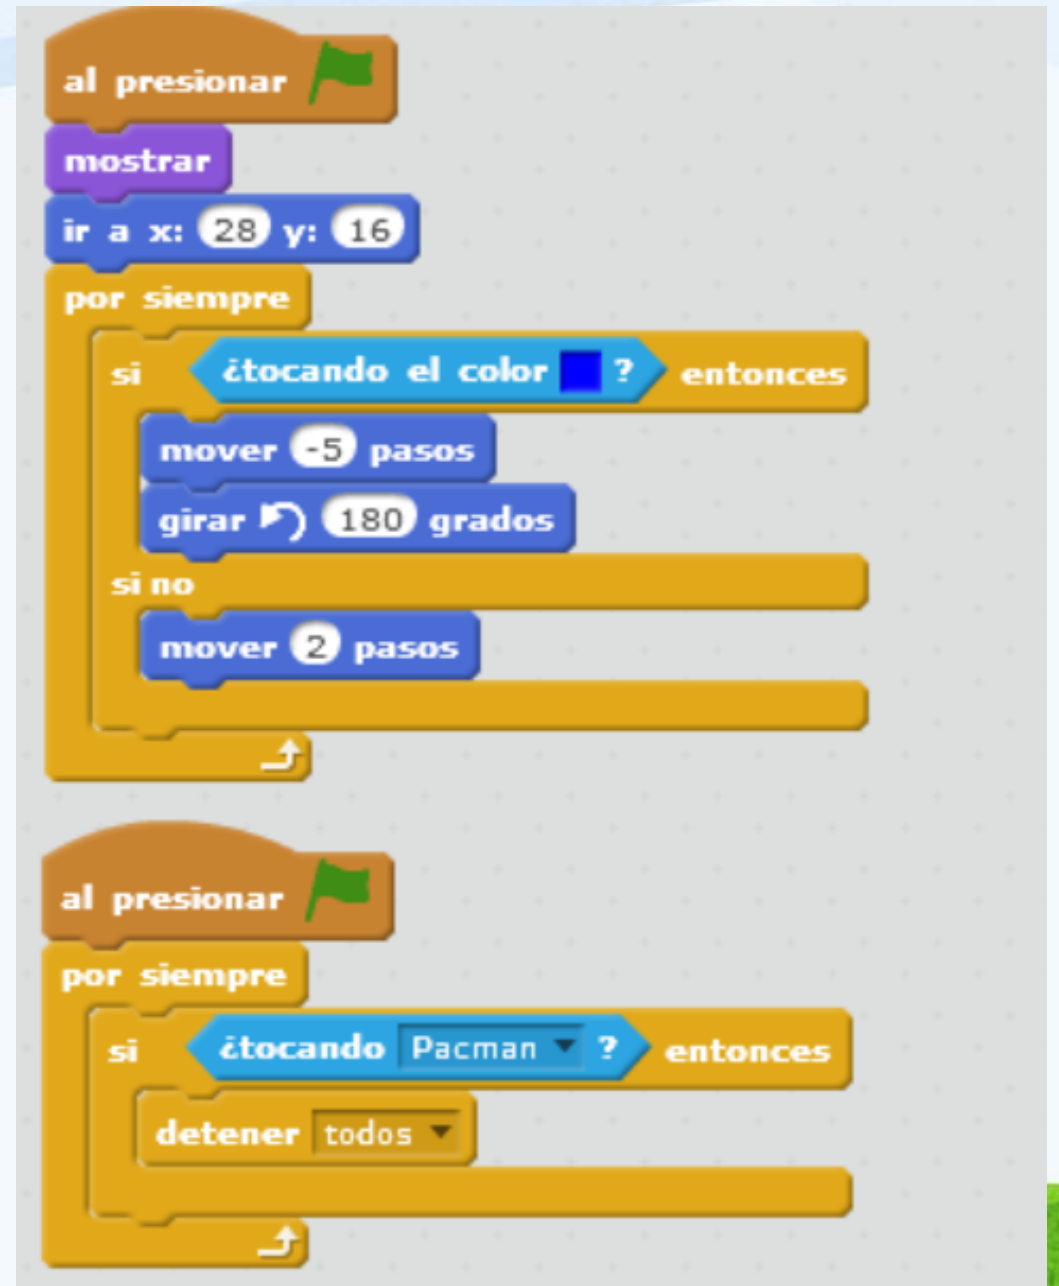 al presionar
mostrar
ir a x: 28 y: 16
por siempre
si ¿tocando el color ? entonces
mover -5 pasos
girar 180 grados
si no
mover 2 pasos
al presionar
por siempre
si ¿tocando Pacman ? entonces
detener todos